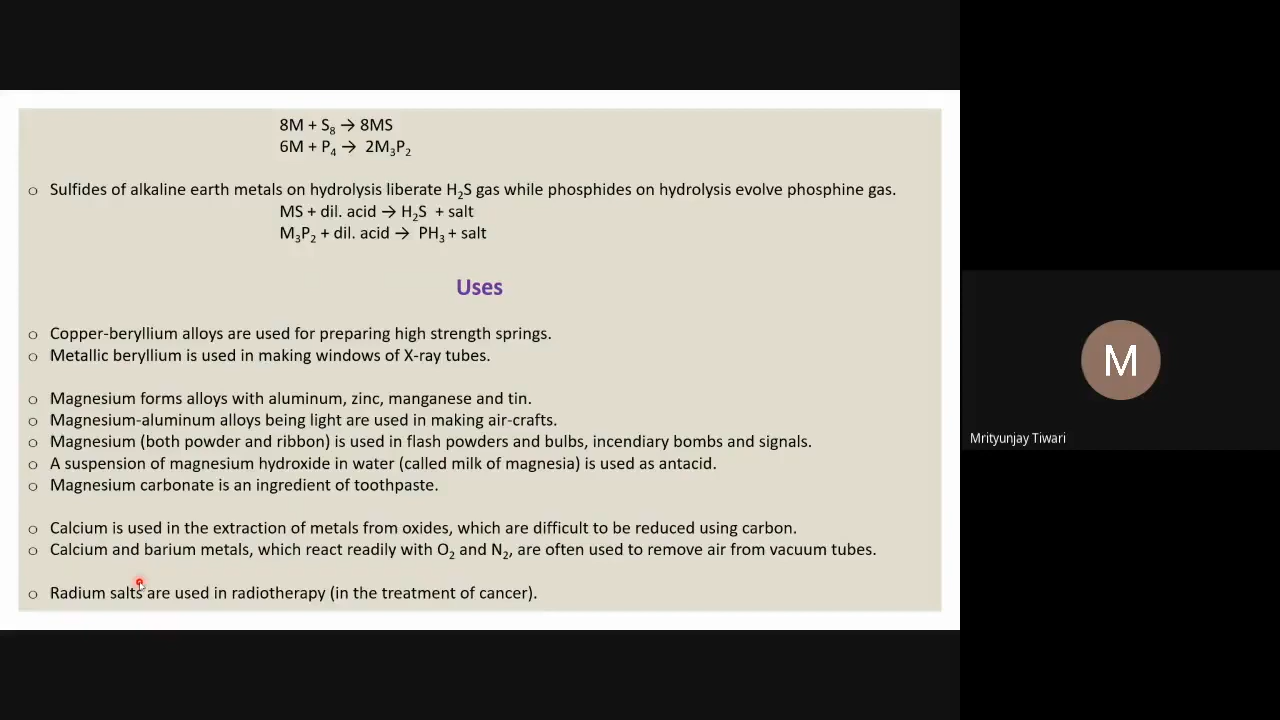 8M + S₈ → 8MS
6M + P₄ → 2M₃P₂
o Sulfides of alkaline earth metals on hydrolysis liberate H₂S gas while phosphides on hydrolysis evolve phosphine gas.
MS + dil. acid → H₂S + salt
M₃P₂ + dil. acid → PH₃ + salt
Uses
o Copper-beryllium alloys are used for preparing high strength springs.
o Metallic beryllium is used in making windows of X-ray tubes.
o Magnesium forms alloys with aluminum, zinc, manganese and tin.
o Magnesium-aluminum alloys being light are used in making air-crafts.
o Magnesium (both powder and ribbon) is used in flash powders and bulbs, incendiary bombs and signals.
o A suspension of magnesium hydroxide in water (called milk of magnesia) is used as antacid.
o Magnesium carbonate is an ingredient of toothpaste.
o Calcium is used in the extraction of metals from oxides, which are difficult to be reduced using carbon.
o Calcium and barium metals, which react readily with O₂ and N₂, are often used to remove air from vacuum tubes.
o Radium salts are used in radiotherapy (in the treatment of cancer).
M
Mrityunjay Tiwari